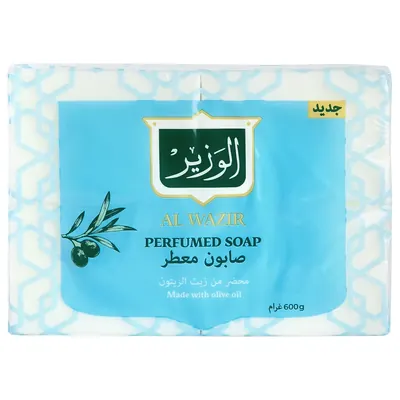 جديد
الوزير
AL WAZIR
PERFUMED SOAP
صابون معطر
محضر من زيت الزيتون
Made with olive oil
600g غرام